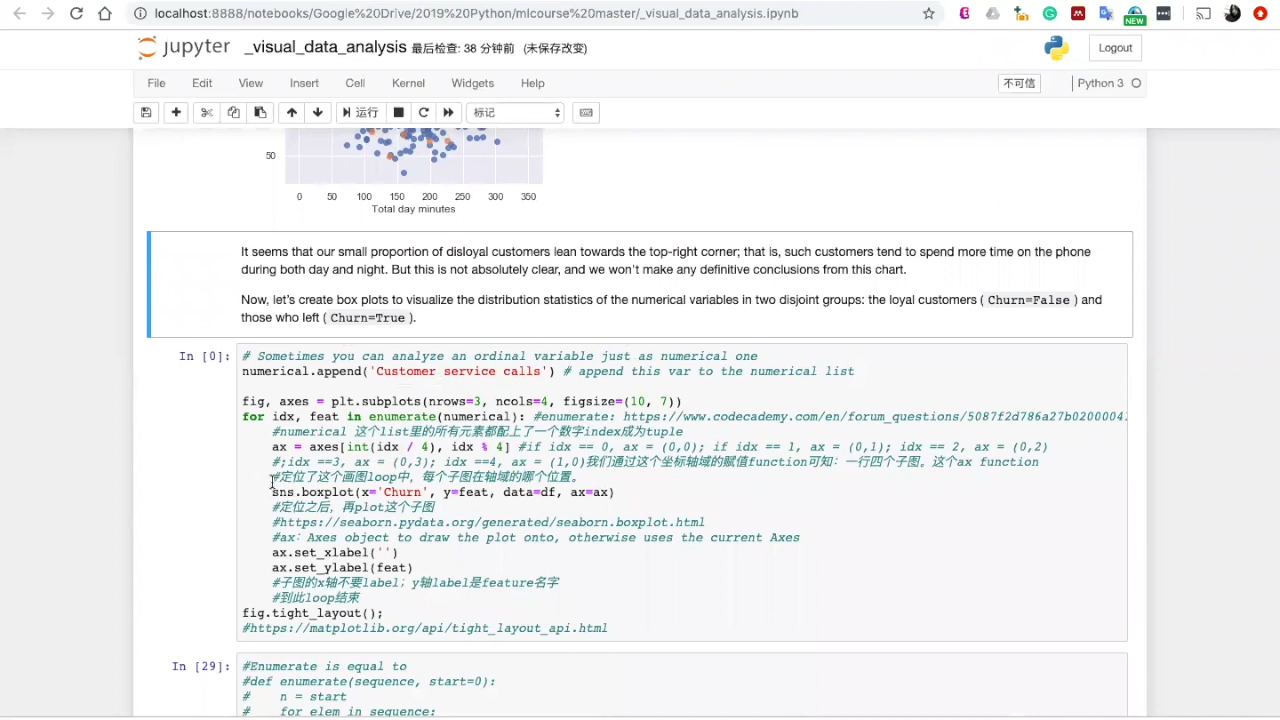 localhost:8888/notebooks/Google%20Drive/2019%20Python/mlcourse%20master/_visual_data_analysis.ipynb
NEW
jupyter _visual_data_analysis 最后检查: 38 分钟前 (未保存改变)
Logout
File Edit View Insert Cell Kernel Widgets Help
不可信
Python 3
运行
标记
50
0 50 100 150 200 250 300 350
Total day minutes
It seems that our small proportion of disloyal customers lean towards the top-right corner; that is, such customers tend to spend more time on the phone
during both day and night. But this is not absolutely clear, and we won't make any definitive conclusions from this chart.
Now, let's create box plots to visualize the distribution statistics of the numerical variables in two disjoint groups: the loyal customers ( Churn=False ) and
those who left ( Churn=True ).
In [0]:
# Sometimes you can analyze an ordinal variable just as numerical one
numerical.append('Customer service calls') # append this var to the numerical list
fig, axes = plt.subplots(nrows=3, ncols=4, figsize=(10, 7))
for idx, feat in enumerate(numerical): #enumerate: https://www.codecademy.com/en/forum_questions/5087f2d786a27b02000041
#numerical 这个list里的所有元素都配上了一个数字index成为tuple
ax = axes[int(idx / 4), idx % 4] #if idx == 0, ax = (0,0); if idx == 1, ax = (0,1); idx == 2, ax = (0,2)
#;idx ==3, ax = (0,3); idx ==4, ax = (1,0)我们通过这个坐标轴域的赋值function可知：一行四个子图。这个ax function
#定位了这个画图loop中，每个子图在轴域的哪个位置。
sns.boxplot(x='Churn', y=feat, data=df, ax=ax)
#定位之后，再plot这个子图
#https://seaborn.pydata.org/generated/seaborn.boxplot.html
#ax：Axes object to draw the plot onto, otherwise uses the current Axes
ax.set_xlabel('')
ax.set_ylabel(feat)
#子图的x轴不要label；y轴label是feature名字
#到此loop结束
fig.tight_layout();
#https://matplotlib.org/api/tight_layout_api.html
In [29]:
#Enumerate is equal to
#def enumerate(sequence, start=0):
# n = start
# for elem in sequence: